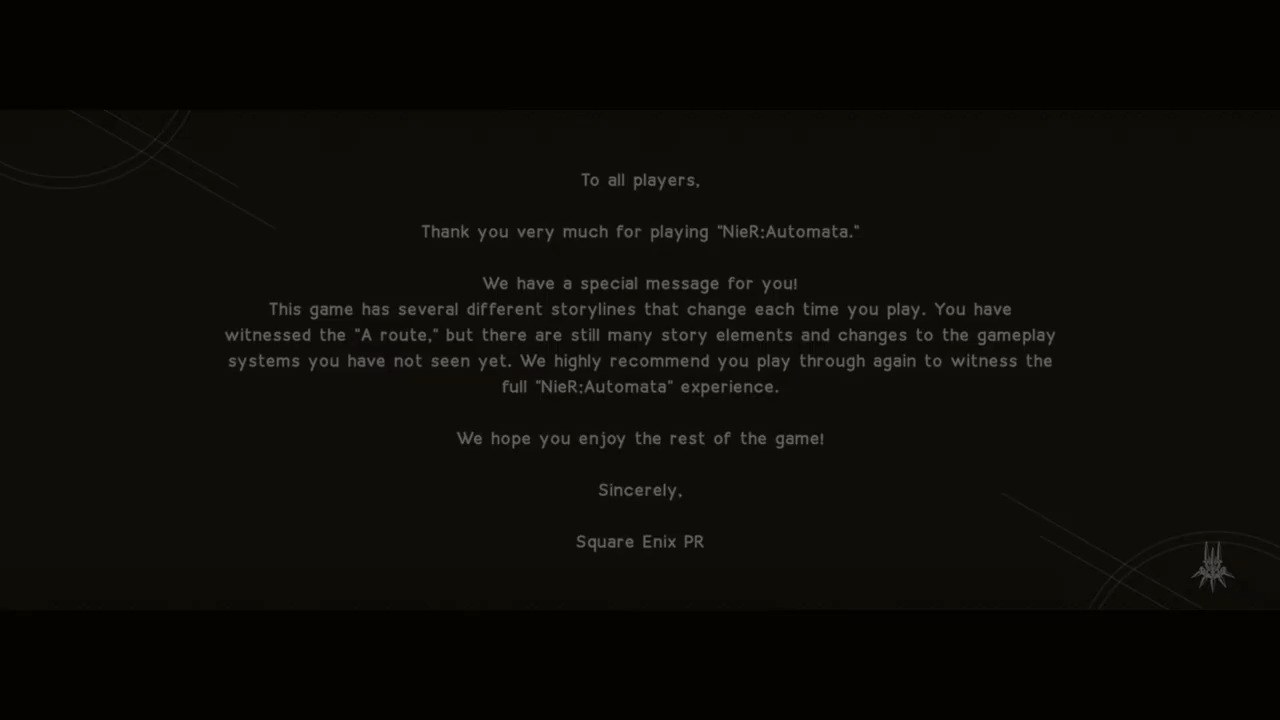 To all players,
Thank you very much for playing "NieR:Automata."
We have a special message for you!
This game has several different storylines that change each time you play. You have
witnessed the "A route," but there are still many story elements and changes to the gameplay
systems you have not seen yet. We highly recommend you play through again to witness the
full "NieR:Automata" experience.
We hope you enjoy the rest of the game!
Sincerely,
Square Enix PR